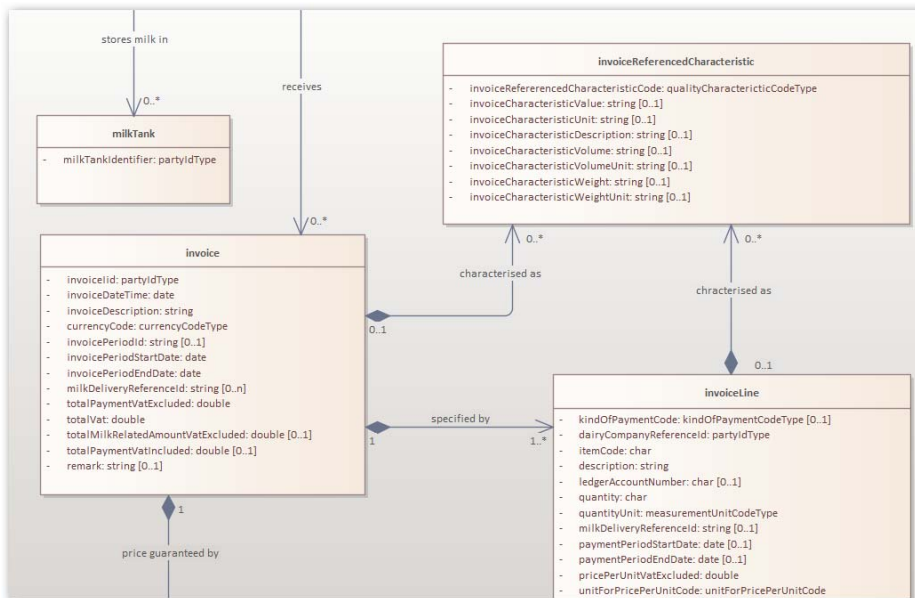 stores milk in
0..*
milkTank
- milkTankIdentifier: partyIdType
receives
0..*
invoice
- invoiceIid: partyIdType
- invoiceDateTime: date
- invoiceDescription: string
- currencyCode: currencyCodeType
- invoicePeriodId: string [0..1]
- invoicePeriodStartDate: date
- invoicePeriodEndDate: date
- milkDeliveryReferenceId: string [0..n]
- totalPaymentVatExcluded: double
- totalVat: double
- totalMilkRelatedAmountVatExcluded: double [0..1]
- totalPaymentVatIncluded: double [0..1]
- remark: string [0..1]
1
price guaranteed by
invoiceReferencedCharacteristic
- invoiceRefererencedCharacteristicCode: qualityCharactericticCodeType
- invoiceCharacteristicValue: string [0..1]
- invoiceCharacteristicUnit: string [0..1]
- invoiceCharacteristicDescription: string [0..1]
- invoiceCharacteristicVolume: string [0..1]
- invoiceCharacteristicVolumeUnit: string [0..1]
- invoiceCharacteristicWeight: string [0..1]
- invoiceCharacteristicWeightUnit: string [0..1]
0..*
characterised as
0..1
0..*
chracterised as
0..1
specified by
1
1..*
invoiceLine
- kindOfPaymentCode: kindOfPaymentCodeType [0..1]
- dairyCompanyReferenceId: partyIdType
- itemCode: char
- description: string
- ledgerAccountNumber: char [0..1]
- quantity: char
- quantityUnit: measurementUnitCodeType
- milkDeliveryReferenceId: string [0..1]
- paymentPeriodStartDate: date [0..1]
- paymentPeriodEndDate: date [0..1]
- pricePerUnitVatExcluded: double
- unitForPricePerUnitCode: unitForPricePerUnitCode